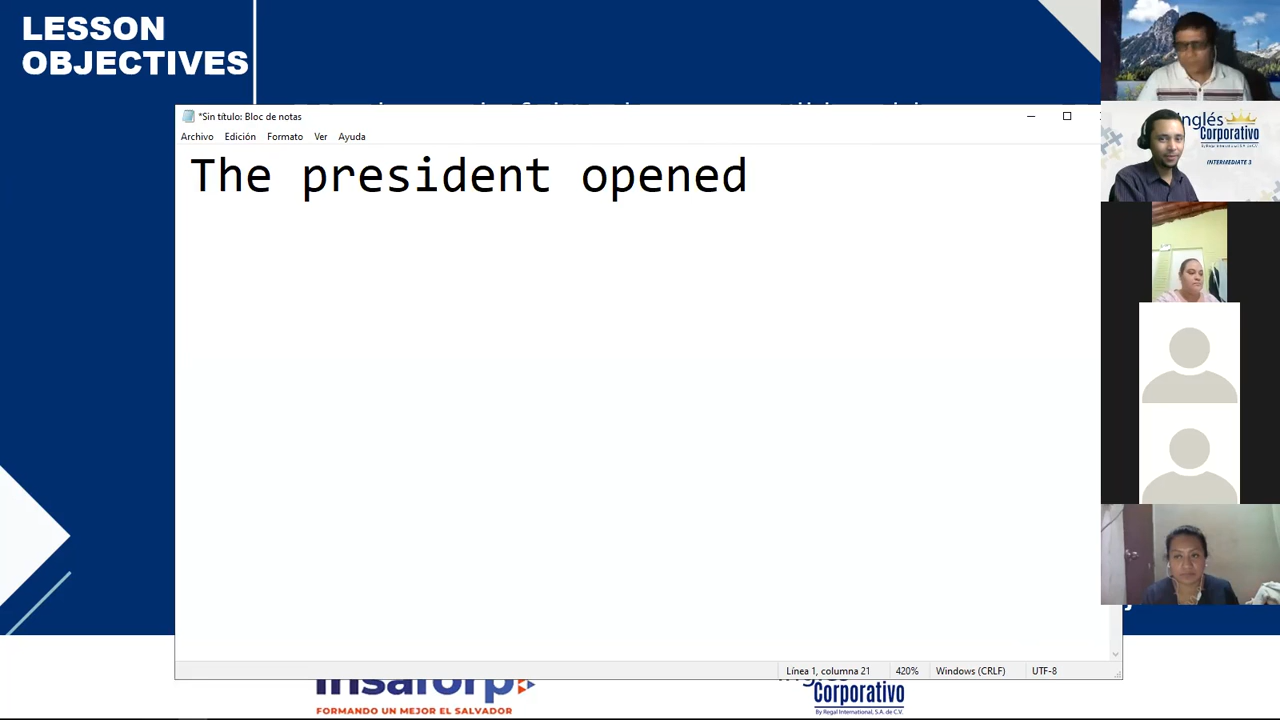 LESSON
OBJECTIVES
*Sin título: Bloc de notas
Archivo Edición Formato Ver Ayuda
The president opened
Línea 1, columna 21 420% Windows (CRLF) UTF-8
insaforp
FORMANDO UN MEJOR EL SALVADOR
Inglés
Corporativo
By Regal International, S.A. de C.V.
Inglés
Corporativo
INTERMEDIATE 3